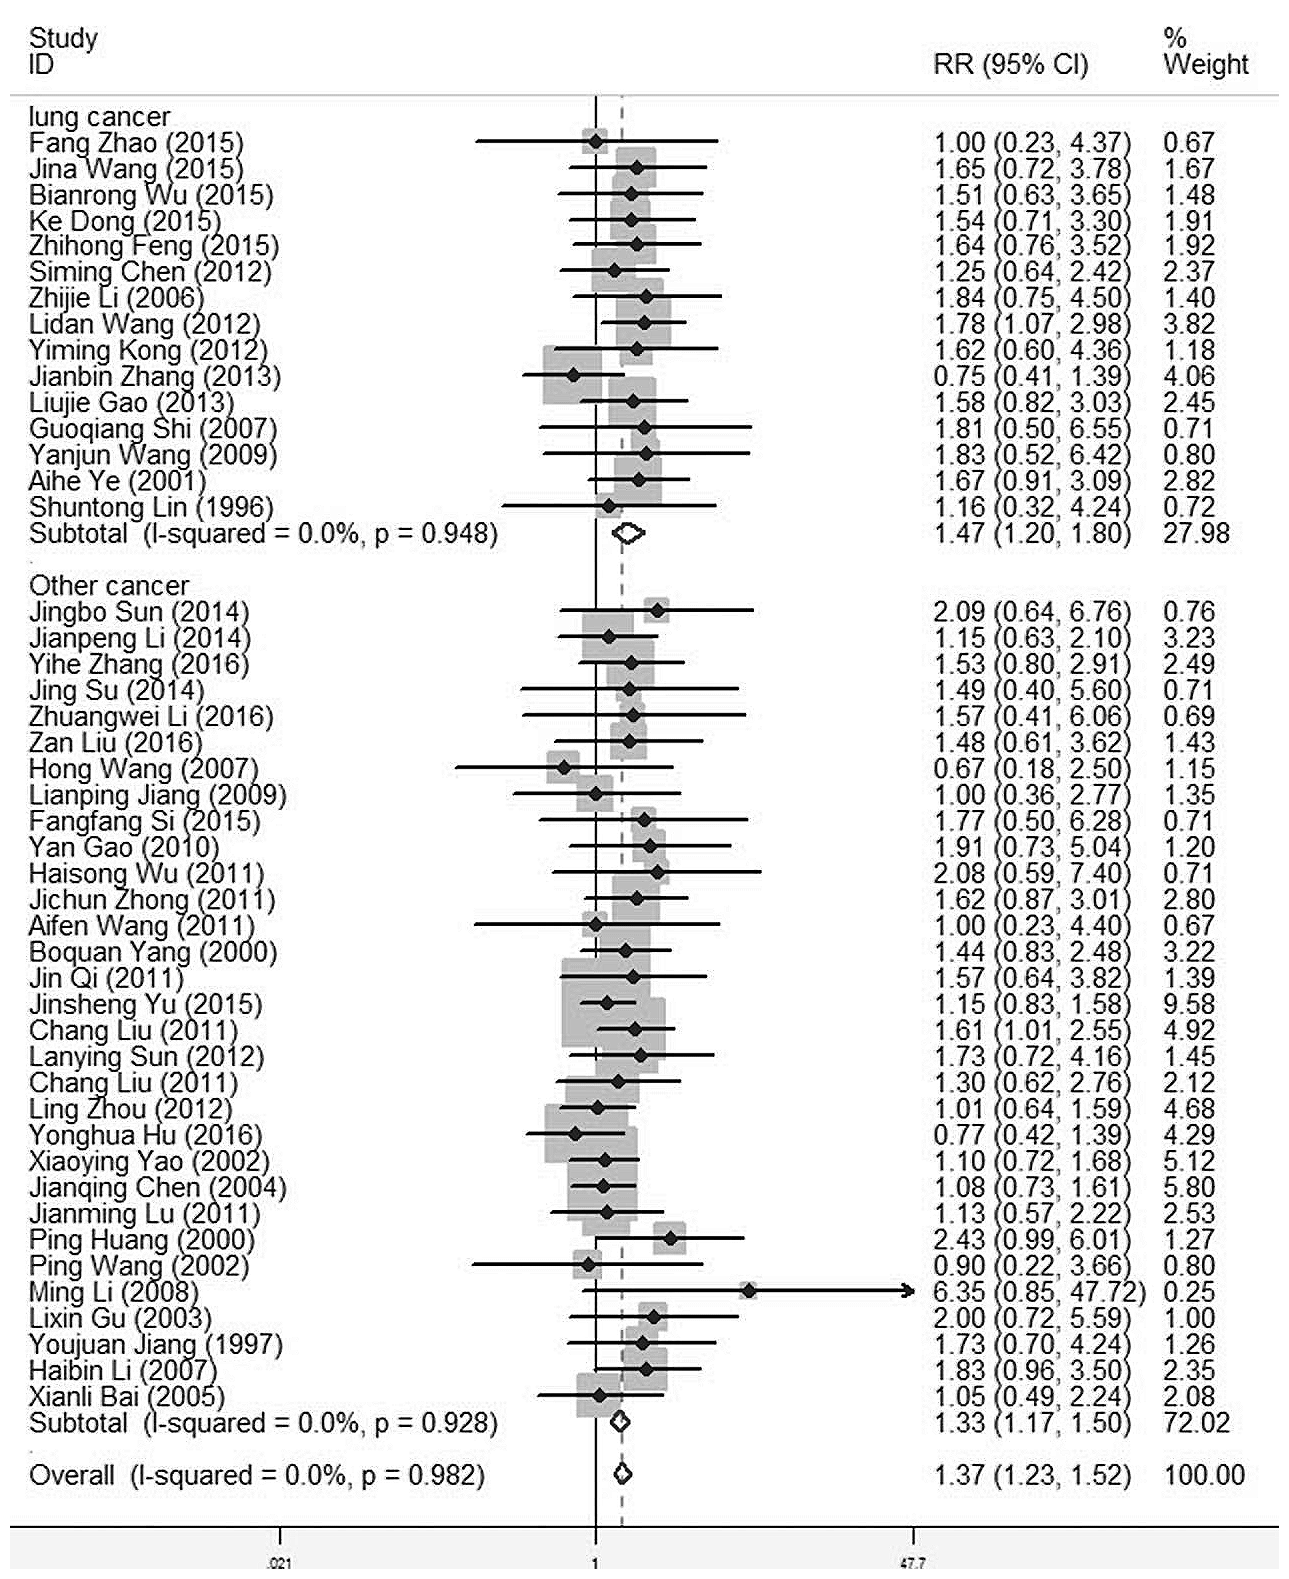 Study %
ID RR (95% CI) Weight
lung cancer
Fang Zhao (2015) 1.00 (0.23, 4.37) 0.67
Jina Wang (2015) 1.65 (0.72, 3.78) 1.67
Bianrong Wu (2015) 1.51 (0.63, 3.65) 1.48
Ke Dong (2015) 1.54 (0.71, 3.30) 1.91
Zhihong Feng (2015) 1.64 (0.76, 3.52) 1.92
Siming Chen (2012) 1.25 (0.64, 2.42) 2.37
Zhijie Li (2006) 1.84 (0.75, 4.50) 1.40
Lidan Wang (2012) 1.78 (1.07, 2.98) 3.82
Yiming Kong (2012) 1.62 (0.60, 4.36) 1.18
Jianbin Zhang (2013) 0.75 (0.41, 1.39) 4.06
Liujie Gao (2013) 1.58 (0.82, 3.03) 2.45
Guoqiang Shi (2007) 1.81 (0.50, 6.55) 0.71
Yanjun Wang (2009) 1.83 (0.52, 6.42) 0.80
Aihe Ye (2001) 1.67 (0.91, 3.09) 2.82
Shuntong Lin (1996) 1.16 (0.32, 4.24) 0.72
Subtotal (I-squared = 0.0%, p = 0.948) 1.47 (1.20, 1.80) 27.98
.
Other cancer
Jingbo Sun (2014) 2.09 (0.64, 6.76) 0.76
Jianpeng Li (2014) 1.15 (0.63, 2.10) 3.23
Yihe Zhang (2016) 1.53 (0.80, 2.91) 2.49
Jing Su (2014) 1.49 (0.40, 5.60) 0.71
Zhuangwei Li (2016) 1.57 (0.41, 6.06) 0.69
Zan Liu (2016) 1.48 (0.61, 3.62) 1.43
Hong Wang (2007) 0.67 (0.18, 2.50) 1.15
Lianping Jiang (2009) 1.00 (0.36, 2.77) 1.35
Fangfang Si (2015) 1.77 (0.50, 6.28) 0.71
Yan Gao (2010) 1.91 (0.73, 5.04) 1.20
Haisong Wu (2011) 2.08 (0.59, 7.40) 0.71
Jichun Zhong (2011) 1.62 (0.87, 3.01) 2.80
Aifen Wang (2011) 1.00 (0.23, 4.40) 0.67
Boquan Yang (2000) 1.44 (0.83, 2.48) 3.22
Jin Qi (2011) 1.57 (0.64, 3.82) 1.39
Jinsheng Yu (2015) 1.15 (0.83, 1.58) 9.58
Chang Liu (2011) 1.61 (1.01, 2.55) 4.92
Lanying Sun (2012) 1.73 (0.72, 4.16) 1.45
Chang Liu (2011) 1.30 (0.62, 2.76) 2.12
Ling Zhou (2012) 1.01 (0.64, 1.59) 4.68
Yonghua Hu (2016) 0.77 (0.42, 1.39) 4.29
Xiaoying Yao (2002) 1.10 (0.72, 1.68) 5.12
Jianqing Chen (2004) 1.08 (0.73, 1.61) 5.80
Jianming Lu (2011) 1.13 (0.57, 2.22) 2.53
Ping Huang (2000) 2.43 (0.99, 6.01) 1.27
Ping Wang (2002) 0.90 (0.22, 3.66) 0.80
Ming Li (2008) 6.35 (0.85, 47.72) 0.25
Lixin Gu (2003) 2.00 (0.72, 5.59) 1.00
Youjuan Jiang (1997) 1.73 (0.70, 4.24) 1.26
Haibin Li (2007) 1.83 (0.96, 3.50) 2.35
Xianli Bai (2005) 1.05 (0.49, 2.24) 2.08
Subtotal (I-squared = 0.0%, p = 0.928) 1.33 (1.17, 1.50) 72.02
.
Overall (I-squared = 0.0%, p = 0.982) 1.37 (1.23, 1.52) 100.00
.021 1 47.7